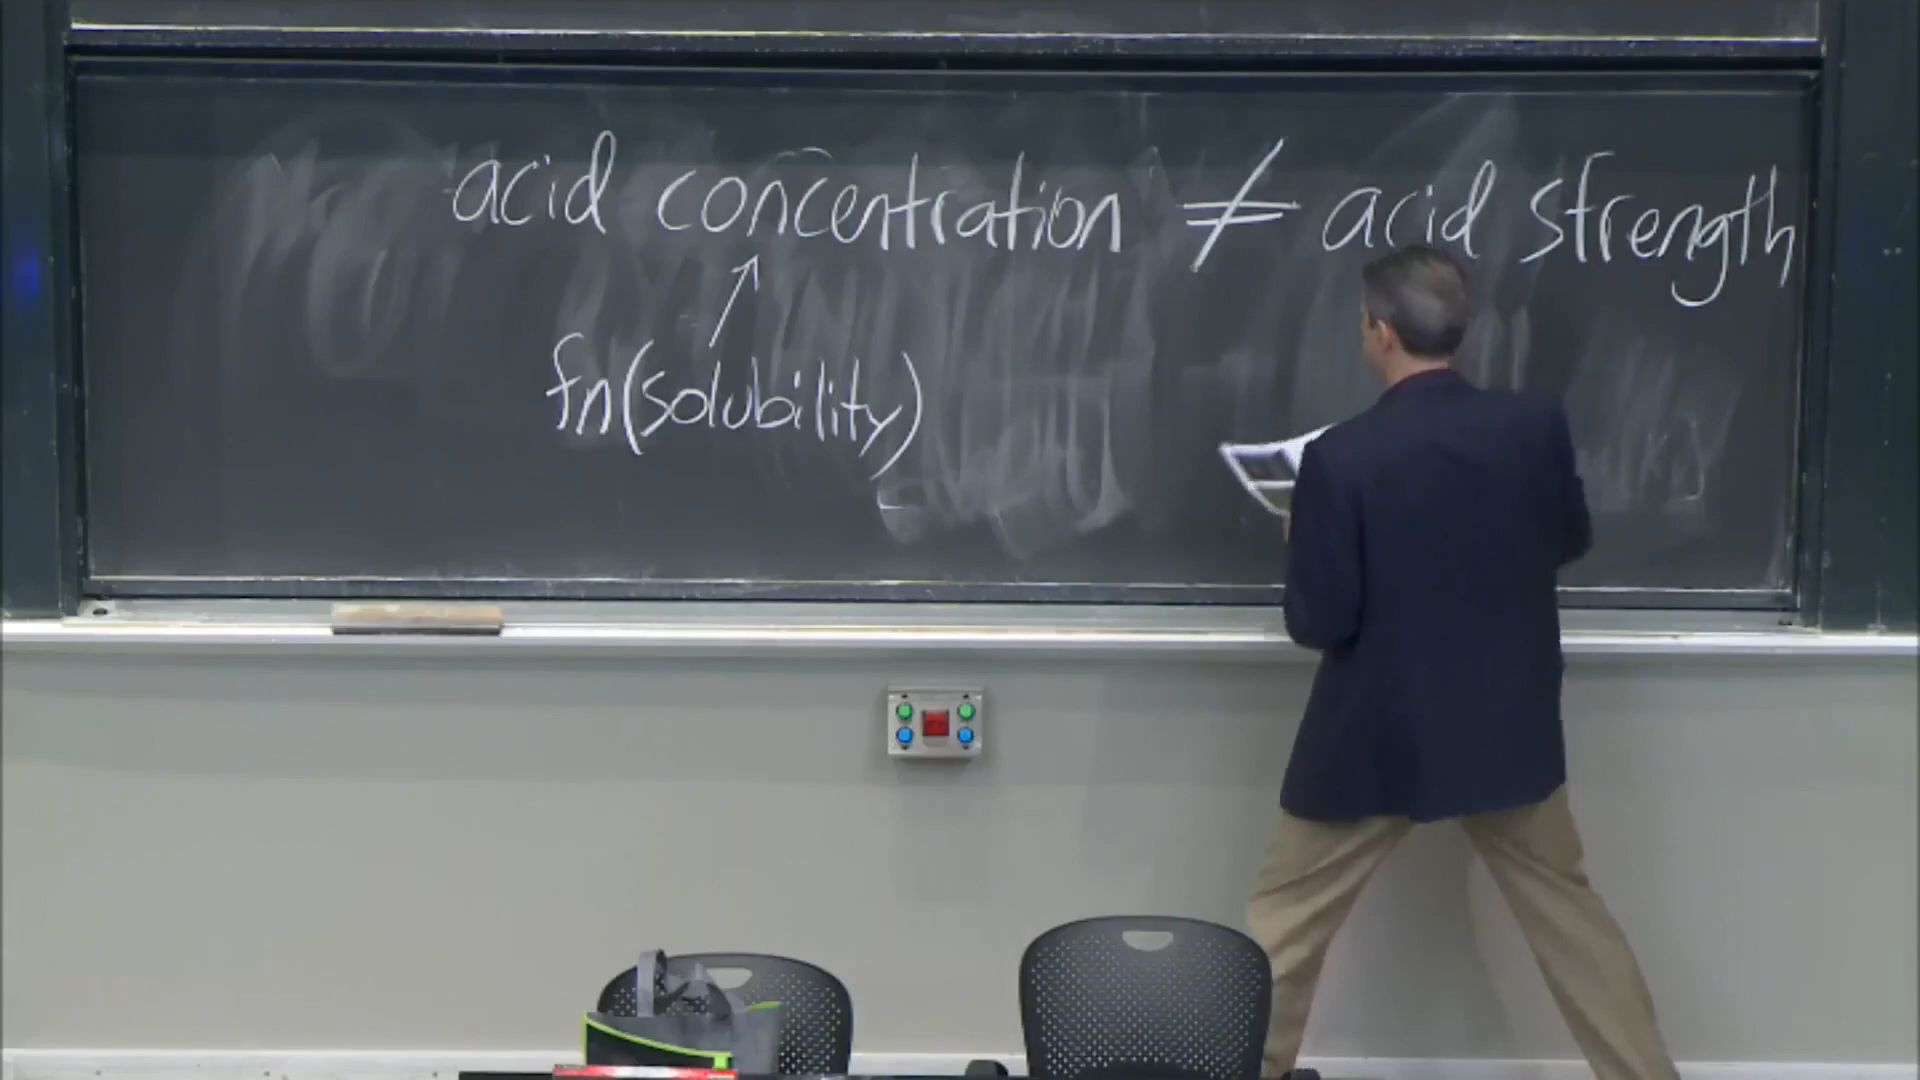 acid concentration ≠ acid strength
fn(solubility)